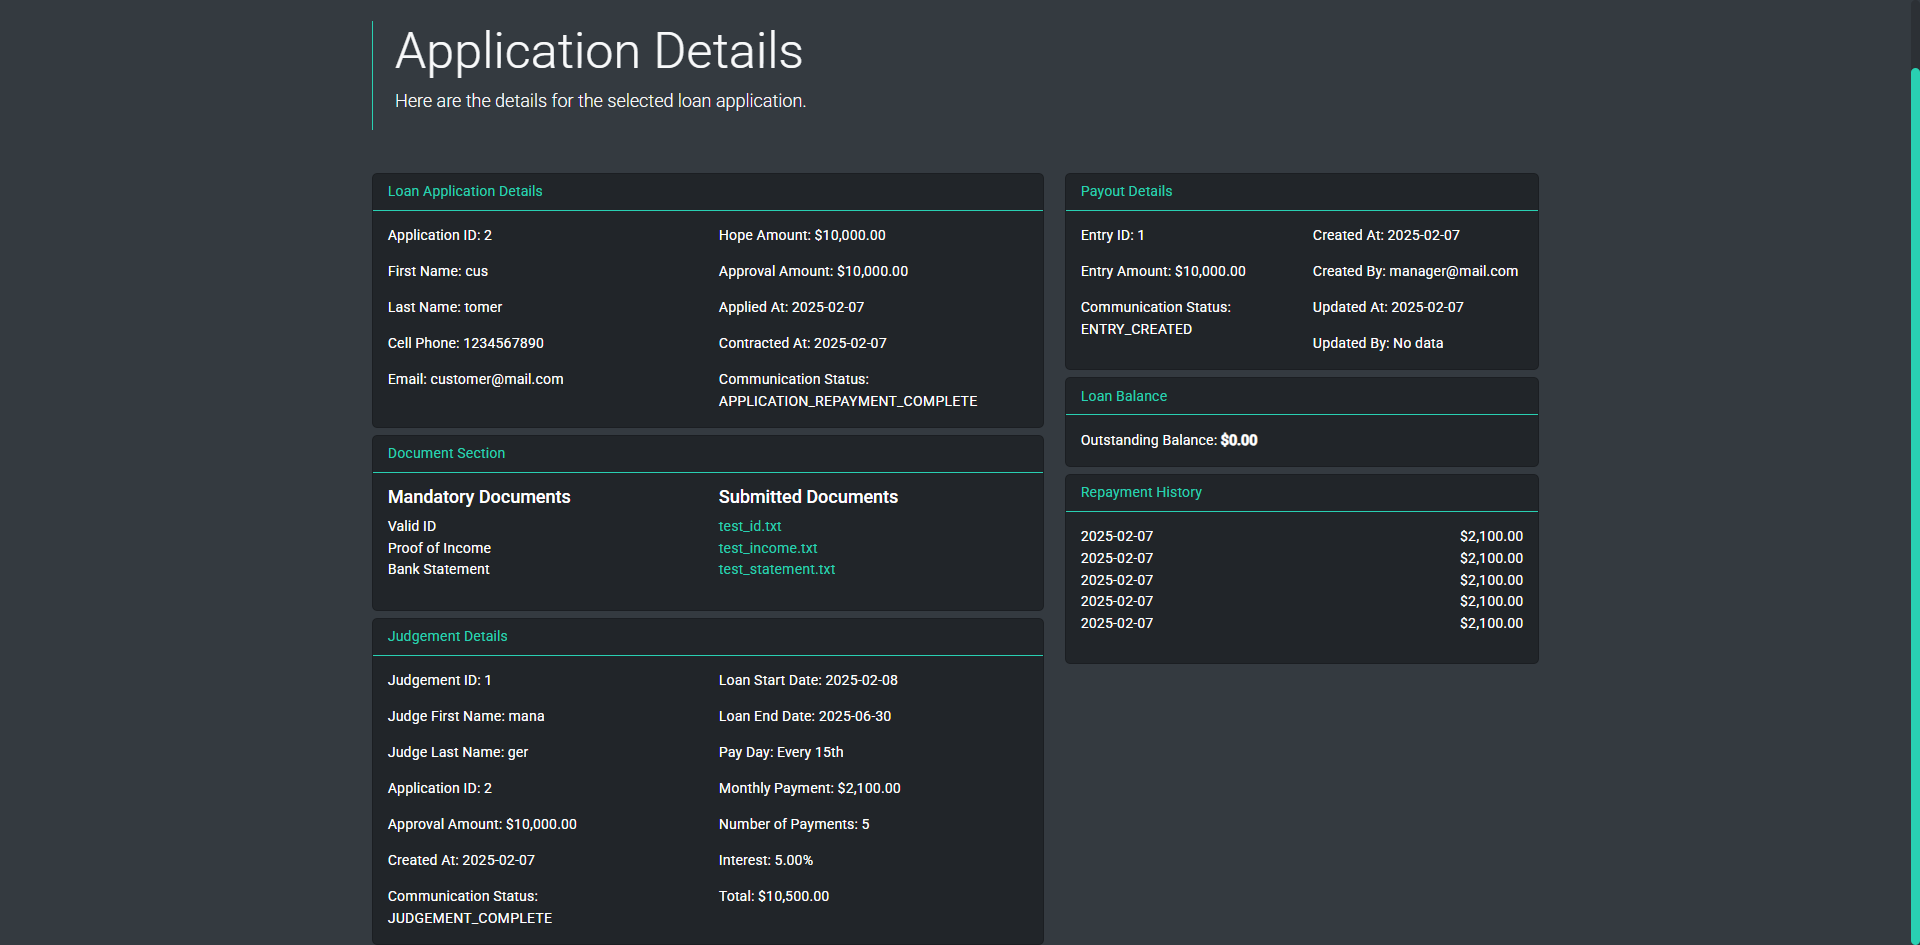 Application Details
Here are the details for the selected loan application.
Loan Application Details
Application ID: 2
First Name: cus
Last Name: tomer
Cell Phone: 1234567890
Email: customer@mail.com
Hope Amount: $10,000.00
Approval Amount: $10,000.00
Applied At: 2025-02-07
Contracted At: 2025-02-07
Communication Status:
APPLICATION_REPAYMENT_COMPLETE
Document Section
Mandatory Documents
Valid ID
Proof of Income
Bank Statement
Submitted Documents
test_id.txt
test_income.txt
test_statement.txt
Judgement Details
Judgement ID: 1
Judge First Name: mana
Judge Last Name: ger
Application ID: 2
Approval Amount: $10,000.00
Created At: 2025-02-07
Communication Status:
JUDGEMENT_COMPLETE
Loan Start Date: 2025-02-08
Loan End Date: 2025-06-30
Pay Day: Every 15th
Monthly Payment: $2,100.00
Number of Payments: 5
Interest: 5.00%
Total: $10,500.00
Payout Details
Entry ID: 1
Entry Amount: $10,000.00
Communication Status:
ENTRY_CREATED
Created At: 2025-02-07
Created By: manager@mail.com
Updated At: 2025-02-07
Updated By: No data
Loan Balance
Outstanding Balance: $0.00
Repayment History
2025-02-07 $2,100.00
2025-02-07 $2,100.00
2025-02-07 $2,100.00
2025-02-07 $2,100.00
2025-02-07 $2,100.00